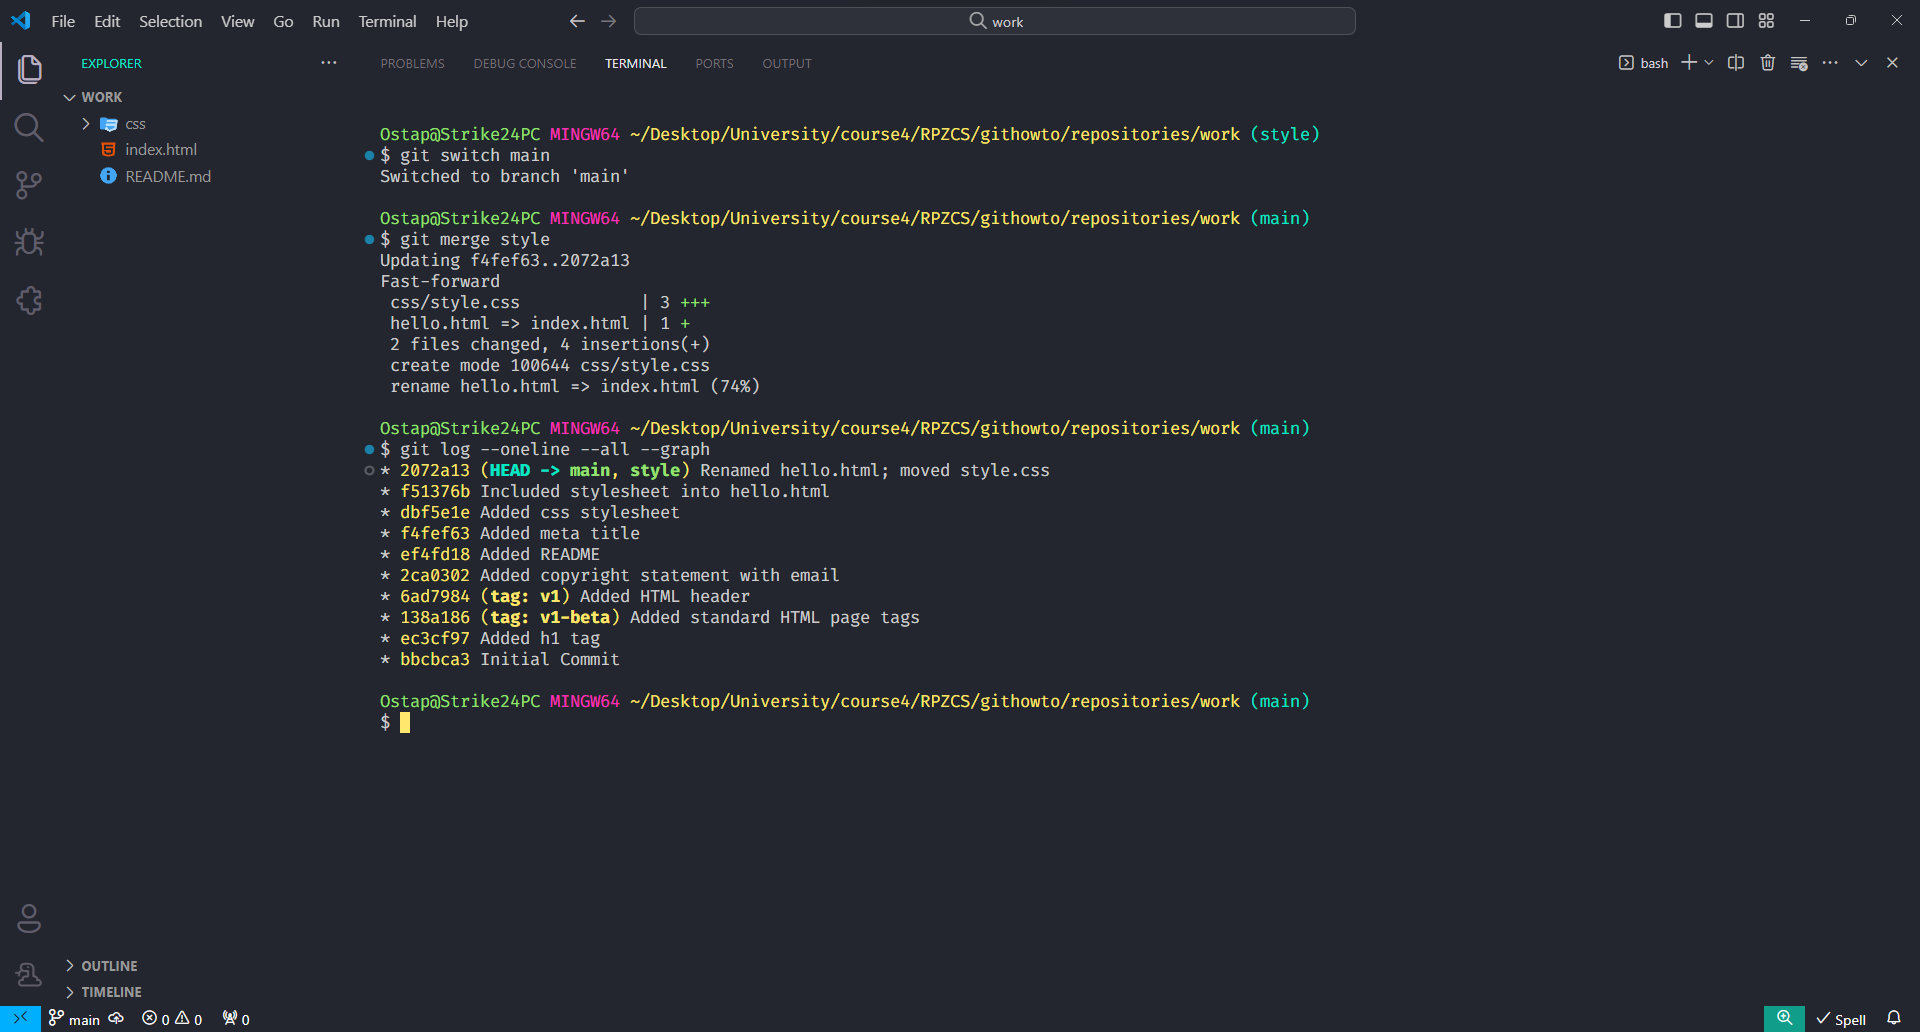 File Edit Selection View Go Run Terminal Help
work
EXPLORER
PROBLEMS DEBUG CONSOLE TERMINAL PORTS OUTPUT
bash
WORK
css
index.html
README.md
Ostap@Strike24PC MINGW64 ~/Desktop/University/course4/RPZCS/githowto/repositories/work (style)
$ git switch main
Switched to branch 'main'
Ostap@Strike24PC MINGW64 ~/Desktop/University/course4/RPZCS/githowto/repositories/work (main)
$ git merge style
Updating f4fef63..2072a13
Fast-forward
css/style.css | 3 +++
hello.html => index.html | 1 +
2 files changed, 4 insertions(+)
create mode 100644 css/style.css
rename hello.html => index.html (74%)
Ostap@Strike24PC MINGW64 ~/Desktop/University/course4/RPZCS/githowto/repositories/work (main)
$ git log --oneline --all --graph
* 2072a13 (HEAD -> main, style) Renamed hello.html; moved style.css
* f51376b Included stylesheet into hello.html
* dbf5e1e Added css stylesheet
* f4fef63 Added meta title
* ef4fd18 Added README
* 2ca0302 Added copyright statement with email
* 6ad7984 (tag: v1) Added HTML header
* 138a186 (tag: v1-beta) Added standard HTML page tags
* ec3cf97 Added h1 tag
* bbcbca3 Initial Commit
Ostap@Strike24PC MINGW64 ~/Desktop/University/course4/RPZCS/githowto/repositories/work (main)
$
OUTLINE
TIMELINE
main 0 0 0
Spell